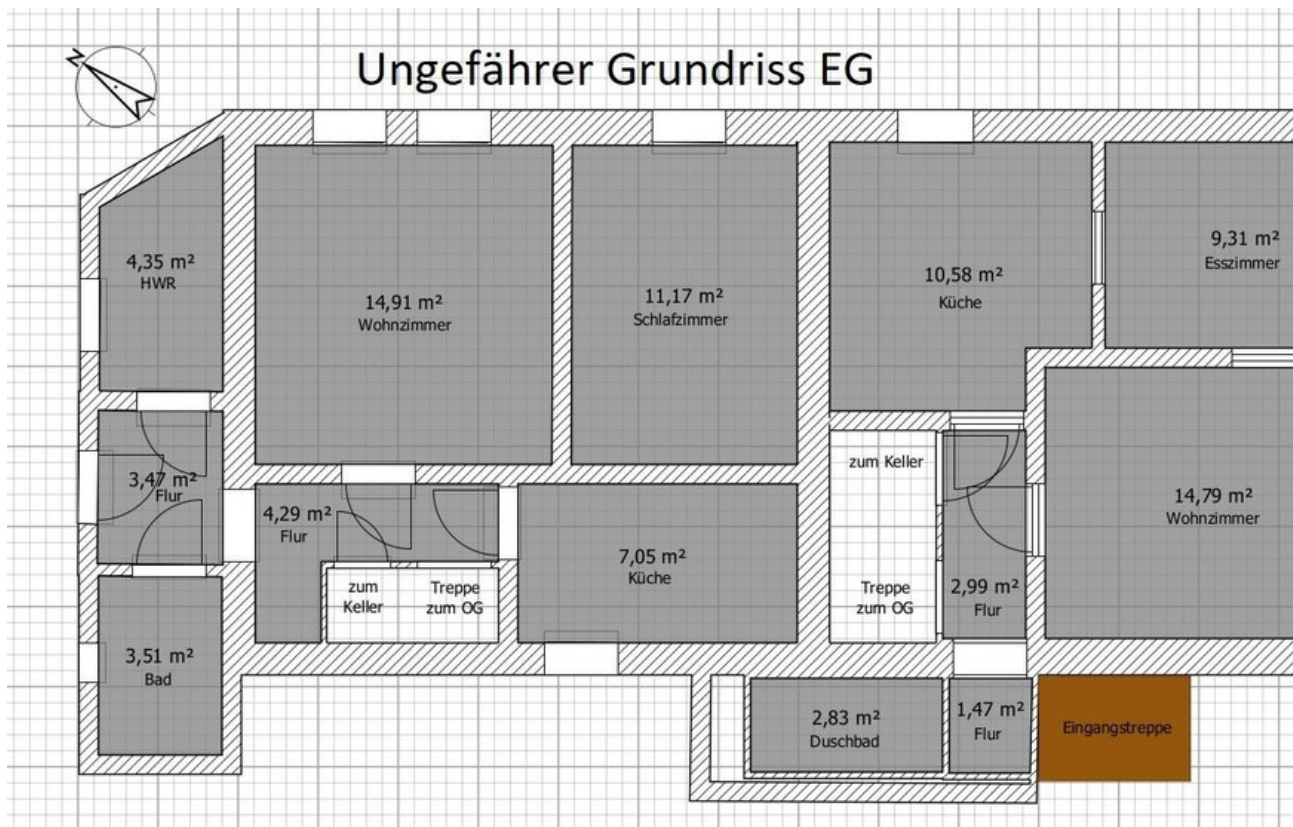 N
Ungefährer Grundriss EG
4,35 m²
HWR
14,91 m²
Wohnzimmer
11,17 m²
Schlafzimmer
10,58 m²
Küche
9,31 m²
Esszimmer
3,47 m²
Flur
4,29 m²
Flur
zum
Keller
Treppe
zum OG
7,05 m²
Küche
zum Keller
Treppe
zum OG
2,99 m²
Flur
14,79 m²
Wohnzimmer
3,51 m²
Bad
2,83 m²
Duschbad
1,47 m²
Flur
Eingangstreppe